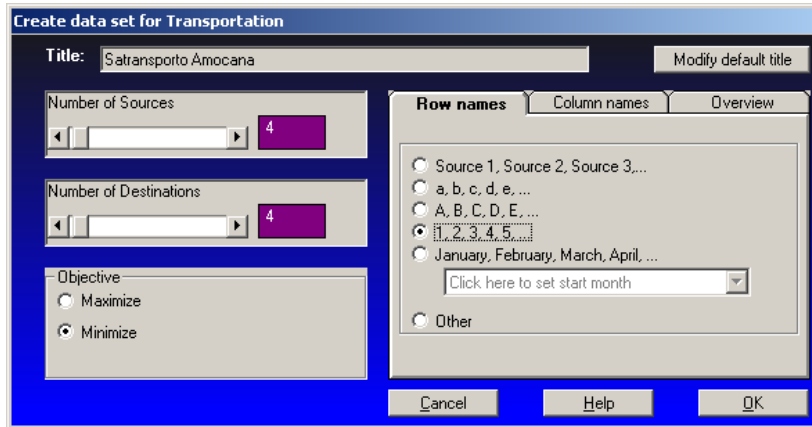 Create data set for Transportation
Title: Satransporto Amocana Modify default title
Number of Sources
4
Number of Destinations
4
Objective
Maximize
Minimize
Row names Column names Overview
Source 1, Source 2, Source 3,...
a, b, c, d, e, ...
A, B, C, D, E, ...
1, 2, 3, 4, 5, ...
January, February, March, April, ...
Click here to set start month
Other
Cancel Help OK